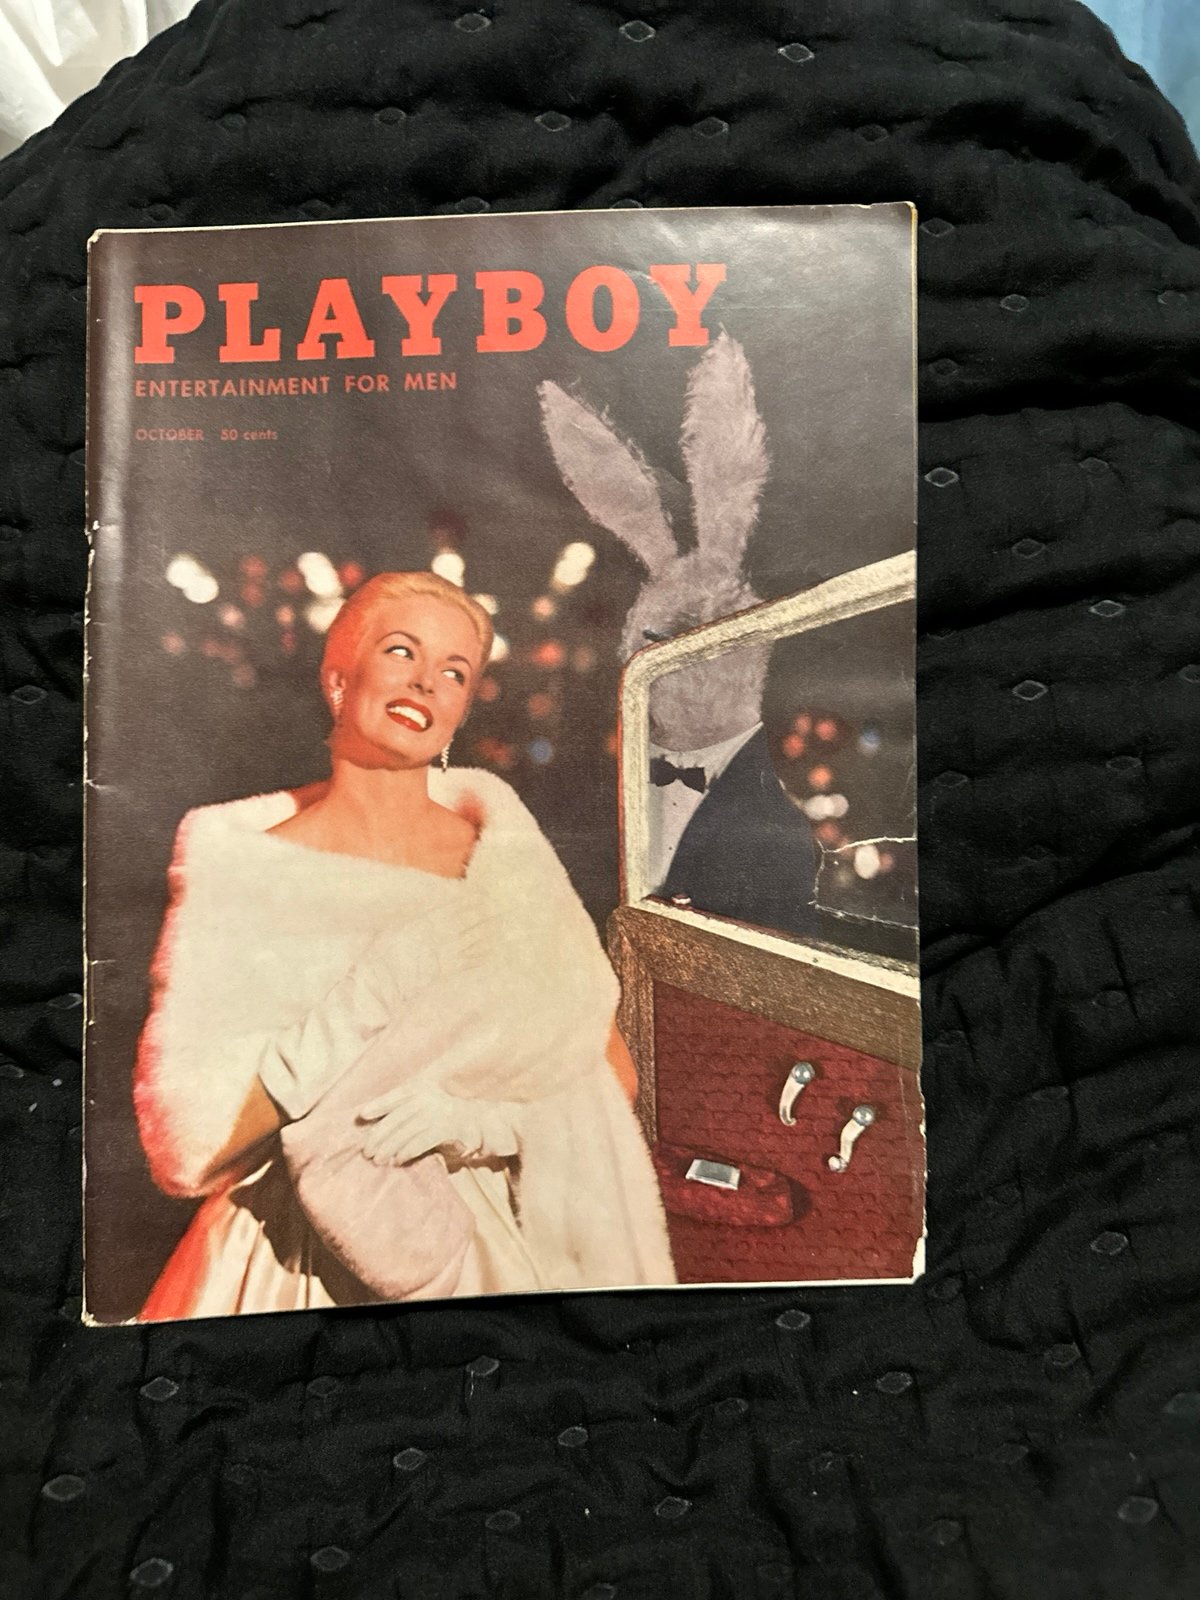 PLAYBOY
ENTERTAINMENT FOR MEN
OCTOBER 50 cents